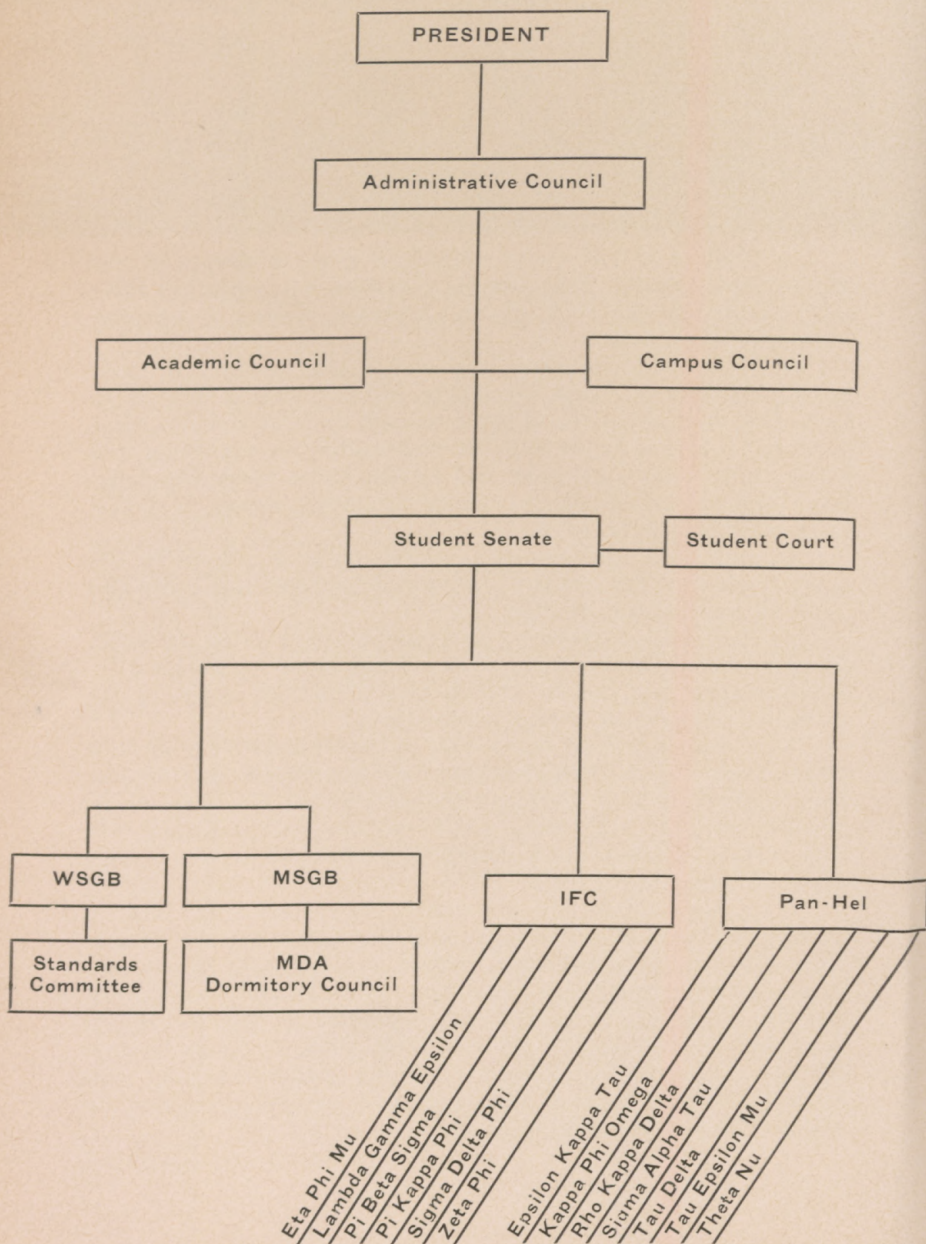 PRESIDENT
Administrative Council
Academic Council
Campus Council
Student Senate
Student Court
WSGB
MSGB
IFC
Pan-Hel
Standards
Committee
MDA
Dormitory Council
Eta Phi Mu
Lambda Gamma Epsilon
Pi Beta Sigma
Pi Kappa Phi
Sigma Delta Phi
Zeta Phi
Epsilon Kappa Tau
Kappa Phi Omega
Rho Kappa Delta
Sigma Alpha Tau
Tau Delta
Tau Epsilon Mu
Theta Nu